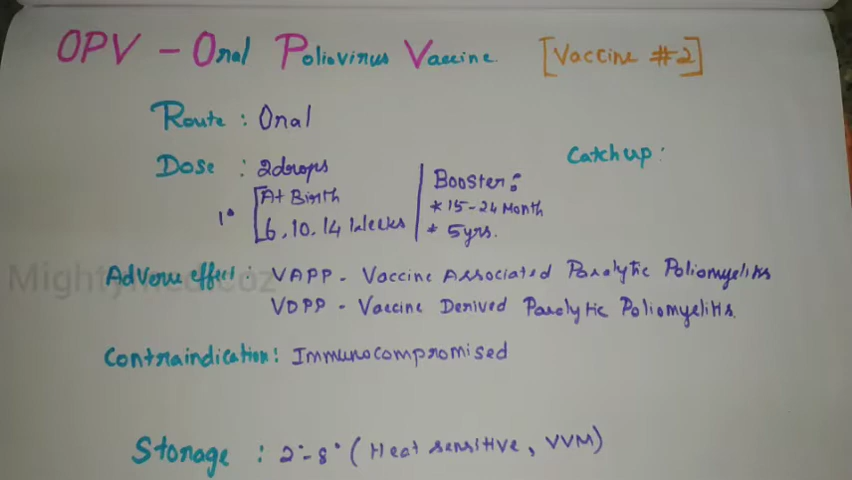 OPV - Oral Poliovirus Vaccine. [Vaccine #2]
Route : Oral
Catchup :
Dose : 2drops
1° [At Birth
6, 10, 14 Weeks
Booster :
* 15-24 Month
* 5yrs.
Adverse effect : VAPP - Vaccine Associated Paralytic Poliomyelitis
VDPP - Vaccine Derived Paralytic Poliomyelitis.
Contraindication : Immunocompromised
Storage : 2°-8° (Heat sensitive, VVM)